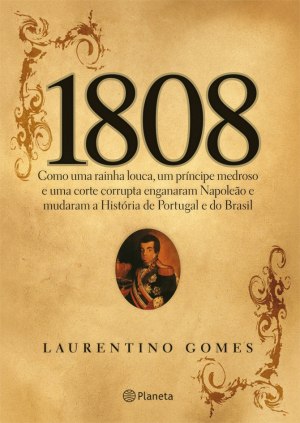 1808
Como uma rainha louca, um príncipe medroso
e uma corte corrupta enganaram Napoleão e
mudaram a História de Portugal e do Brasil
LAURENTINO GOMES
Planeta